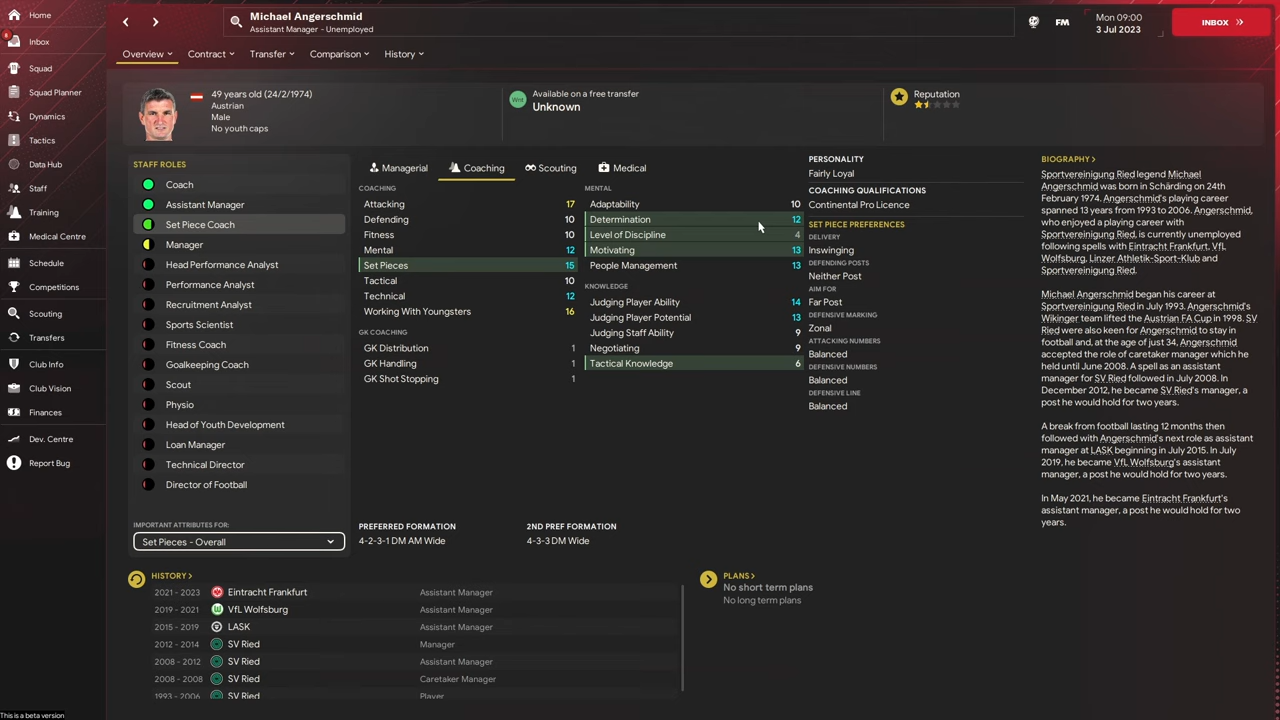 Home
Michael Angerschmid
Assistant Manager - Unemployed
FM
Mon 09:00
3 Jul 2023
INBOX
Inbox
Squad
Squad Planner
Dynamics
Tactics
Data Hub
Staff
Training
Medical Centre
Schedule
Competitions
Scouting
Transfers
Club Info
Club Vision
Finances
Dev. Centre
Report Bug
This is a beta version
Overview
Contract
Transfer
Comparison
History
49 years old (24/2/1974)
Austrian
Male
No youth caps
Wnt
Available on a free transfer
Unknown
Reputation
STAFF ROLES
Coach
Assistant Manager
Set Piece Coach
Manager
Head Performance Analyst
Performance Analyst
Recruitment Analyst
Sports Scientist
Fitness Coach
Goalkeeping Coach
Scout
Physio
Head of Youth Development
Loan Manager
Technical Director
Director of Football
IMPORTANT ATTRIBUTES FOR:
Set Pieces - Overall
Managerial
Coaching
Scouting
Medical
COACHING
Attacking 17
Defending 10
Fitness 10
Mental 12
Set Pieces 15
Tactical 10
Technical 12
Working With Youngsters 16
GK COACHING
GK Distribution 1
GK Handling 1
GK Shot Stopping 1
MENTAL
Adaptability 10
Determination 12
Level of Discipline 4
Motivating 13
People Management 13
KNOWLEDGE
Judging Player Ability 14
Judging Player Potential 13
Judging Staff Ability 9
Negotiating 9
Tactical Knowledge 6
PREFERRED FORMATION
4-2-3-1 DM AM Wide
2ND PREF FORMATION
4-3-3 DM Wide
PERSONALITY
Fairly Loyal
COACHING QUALIFICATIONS
Continental Pro Licence
SET PIECE PREFERENCES
DELIVERY
Inswinging
DEFENDING POSTS
Neither Post
AIM FOR
Far Post
DEFENSIVE MARKING
Zonal
ATTACKING NUMBERS
Balanced
DEFENSIVE NUMBERS
Balanced
DEFENSIVE LINE
Balanced
BIOGRAPHY
Sportvereinigung Ried legend Michael
Angerschmid was born in Schärding on 24th
February 1974. Angerschmid's playing career
spanned 13 years from 1993 to 2006. Angerschmid,
who enjoyed a playing career with
Sportvereinigung Ried, is currently unemployed
following spells with Eintracht Frankfurt, VfL
Wolfsburg, Linzer Athletik-Sport-Klub and
Sportvereinigung Ried.
Michael Angerschmid began his career at
Sportvereinigung Ried in July 1993. Angerschmid's
Wikinger team lifted the Austrian FA Cup in 1998. SV
Ried were also keen for Angerschmid to stay in
football and, at the age of just 34, Angerschmid
accepted the role of caretaker manager which he
held until June 2008. A spell as an assistant
manager for SV Ried followed in July 2008. In
December 2012, he became SV Ried's manager, a
post he would hold for two years.
A break from football lasting 12 months then
followed with Angerschmid's next role as assistant
manager at LASK beginning in July 2015. In July
2019, he became VfL Wolfsburg's assistant
manager, a post he would hold for two years.
In May 2021, he became Eintracht Frankfurt's
assistant manager, a post he would hold for two
years.
HISTORY
2021 - 2023 Eintracht Frankfurt Assistant Manager
2019 - 2021 VfL Wolfsburg Assistant Manager
2015 - 2019 LASK Assistant Manager
2012 - 2014 SV Ried Manager
2008 - 2012 SV Ried Assistant Manager
2008 - 2008 SV Ried Caretaker Manager
1993 - 2006 SV Ried Player
PLANS
No short term plans
No long term plans